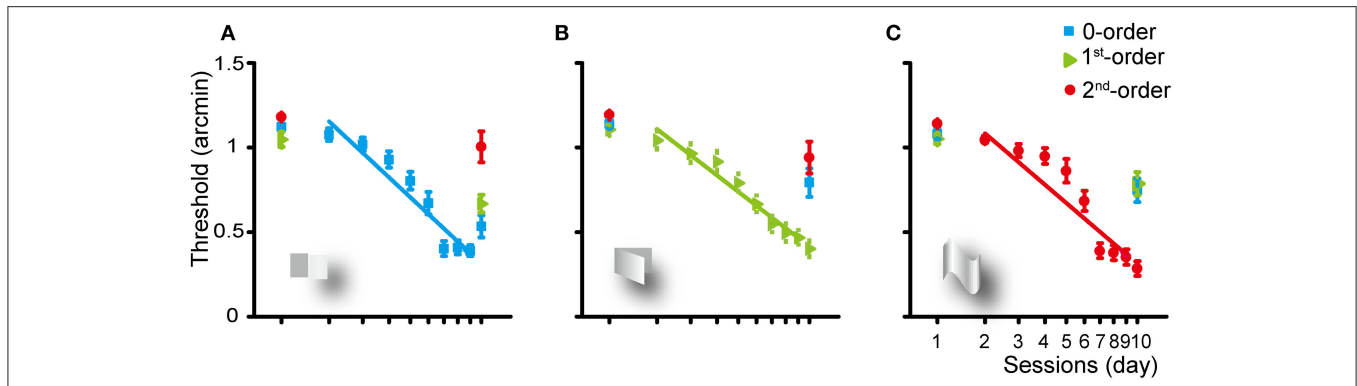 A
B
C
0-order
1st-order
2nd-order
Threshold (arcmin)
1.5
1
0.5
0
1 2 3 4 5 6 7 8 9 10
Sessions (day)